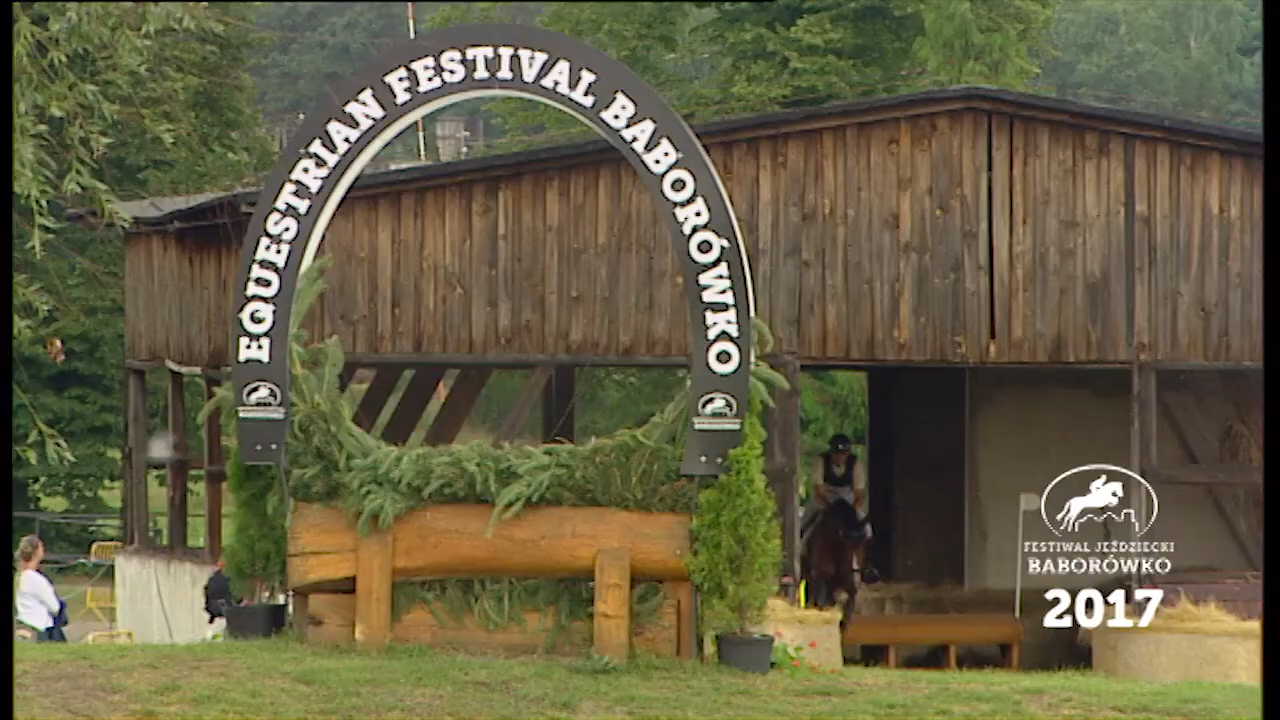 EQUESTRIAN FESTIVAL BABORÓWKO
FESTIWAL JEŹDZIECKI
BABORÓWKO
2017